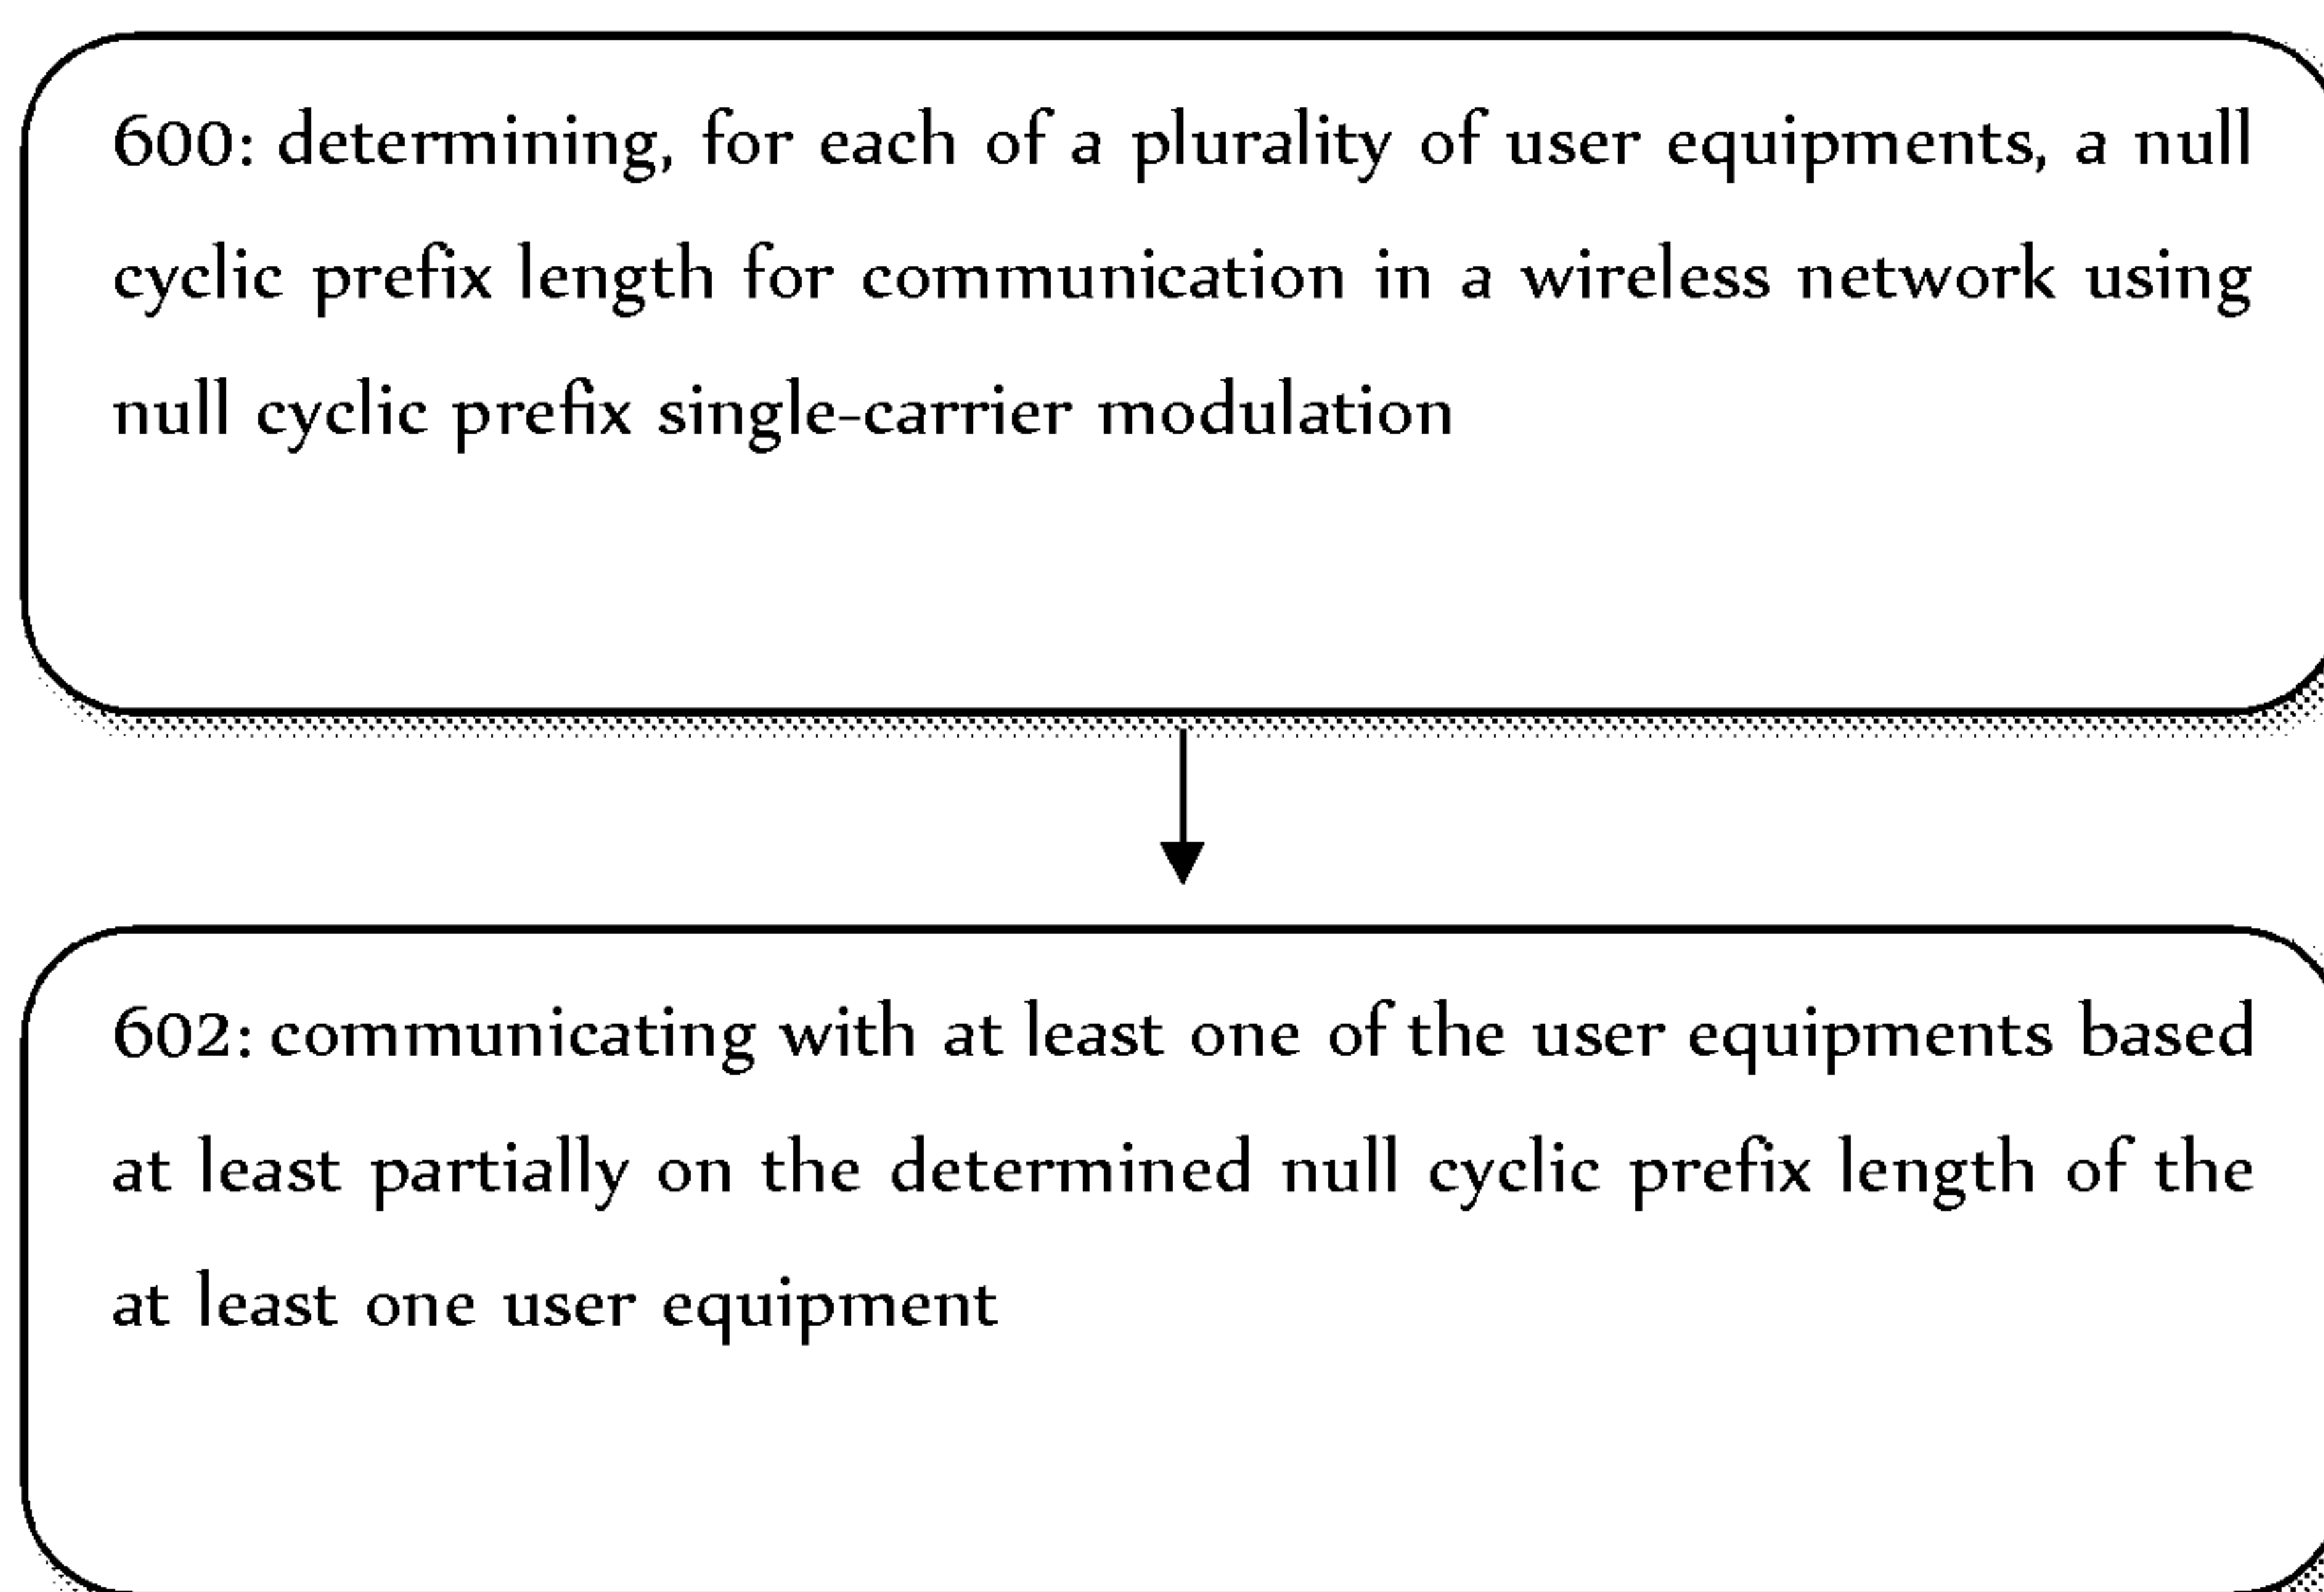 600: determining, for each of a plurality of user equipments, a null
cyclic prefix length for communication in a wireless network using
null cyclic prefix single-carrier modulation
602: communicating with at least one of the user equipments based
at least partially on the determined null cyclic prefix length of the
at least one user equipment